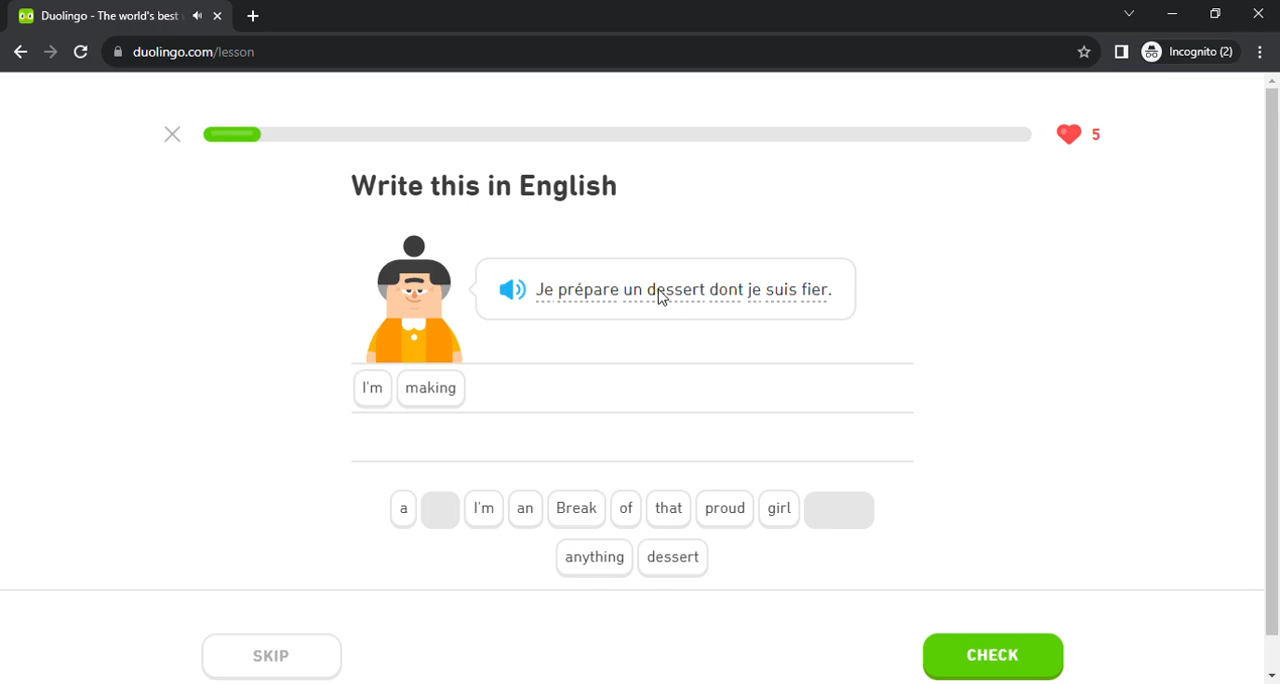 Duolingo - The world's best
duolingo.com/lesson
Incognito (2)
5
Write this in English
Je prépare un dessert dont je suis fier.
I'm making
a I'm an Break of that proud girl
anything dessert
SKIP CHECK